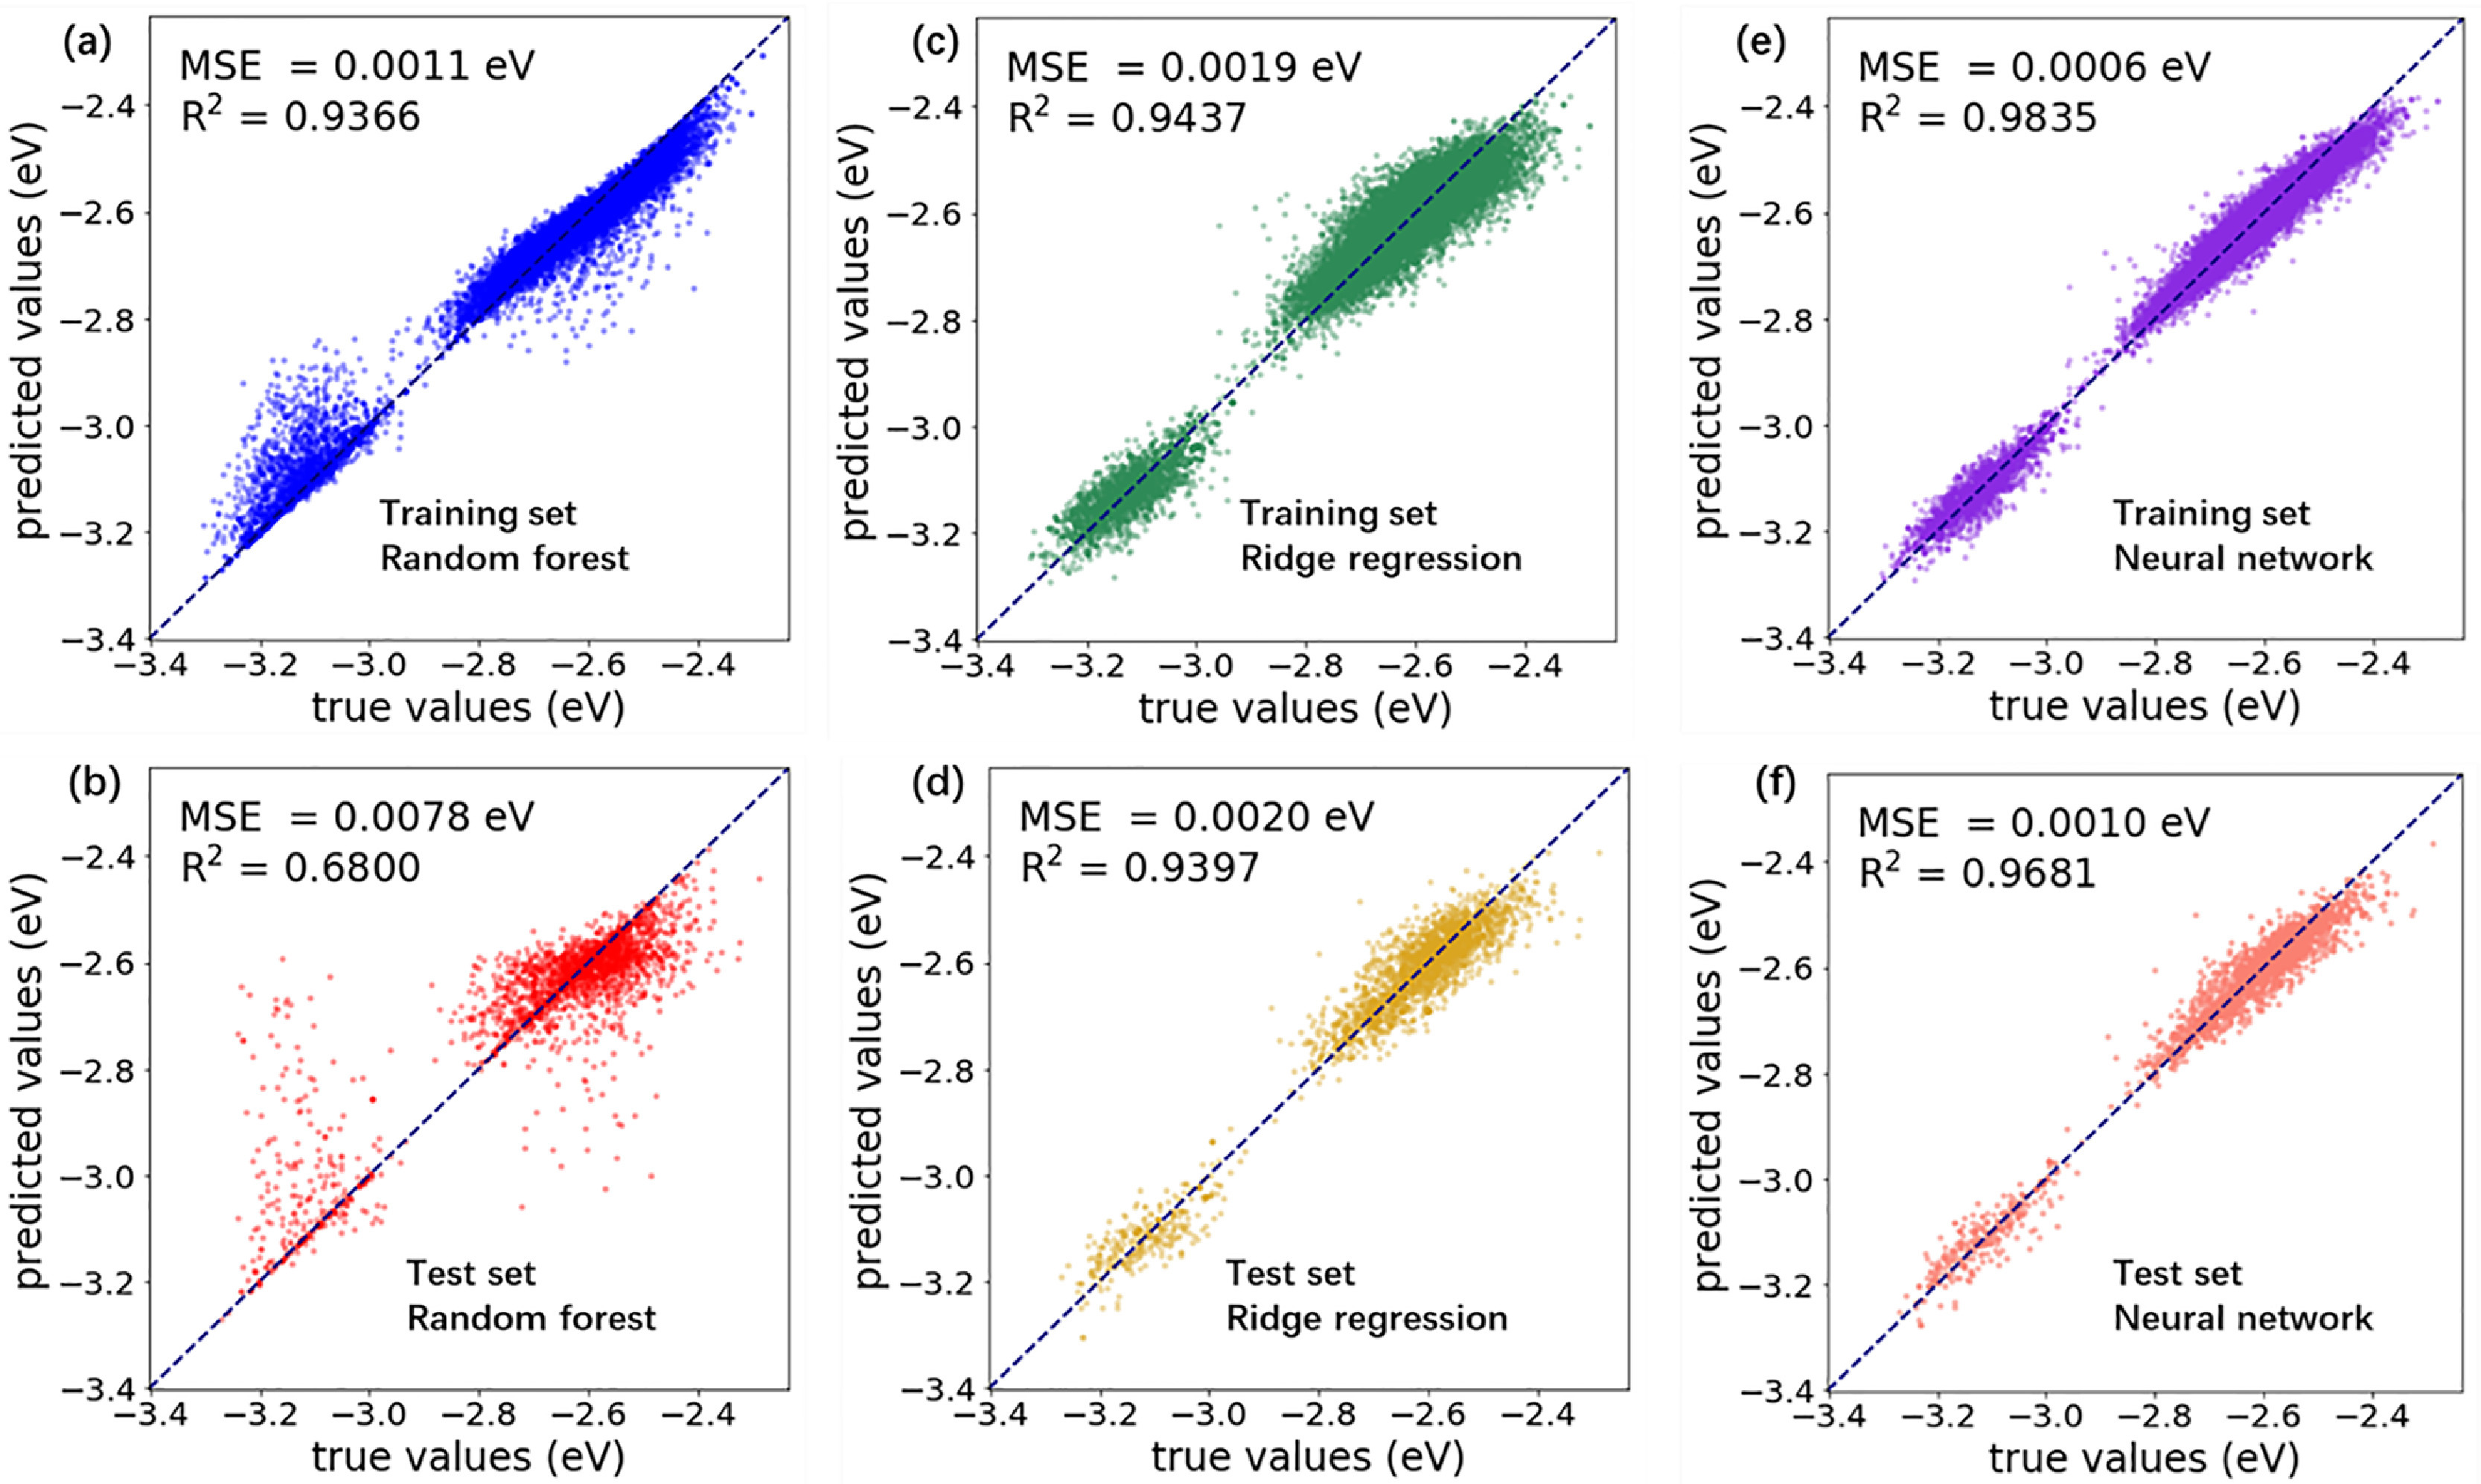 (a)
MSE = 0.0011 eV
R² = 0.9366
predicted values (eV)
−2.4
−2.6
−2.8
−3.0
−3.2
−3.4
Training set
Random forest
−3.4 −3.2 −3.0 −2.8 −2.6 −2.4
true values (eV)
(c)
MSE = 0.0019 eV
R² = 0.9437
predicted values (eV)
−2.4
−2.6
−2.8
−3.0
−3.2
−3.4
Training set
Ridge regression
−3.4 −3.2 −3.0 −2.8 −2.6 −2.4
true values (eV)
(e)
MSE = 0.0006 eV
R² = 0.9835
predicted values (eV)
−2.4
−2.6
−2.8
−3.0
−3.2
−3.4
Training set
Neural network
−3.4 −3.2 −3.0 −2.8 −2.6 −2.4
true values (eV)
(b)
MSE = 0.0078 eV
R² = 0.6800
predicted values (eV)
−2.4
−2.6
−2.8
−3.0
−3.2
−3.4
Test set
Random forest
−3.4 −3.2 −3.0 −2.8 −2.6 −2.4
true values (eV)
(d)
MSE = 0.0020 eV
R² = 0.9397
predicted values (eV)
−2.4
−2.6
−2.8
−3.0
−3.2
−3.4
Test set
Ridge regression
−3.4 −3.2 −3.0 −2.8 −2.6 −2.4
true values (eV)
(f)
MSE = 0.0010 eV
R² = 0.9681
predicted values (eV)
−2.4
−2.6
−2.8
−3.0
−3.2
−3.4
Test set
Neural network
−3.4 −3.2 −3.0 −2.8 −2.6 −2.4
true values (eV)